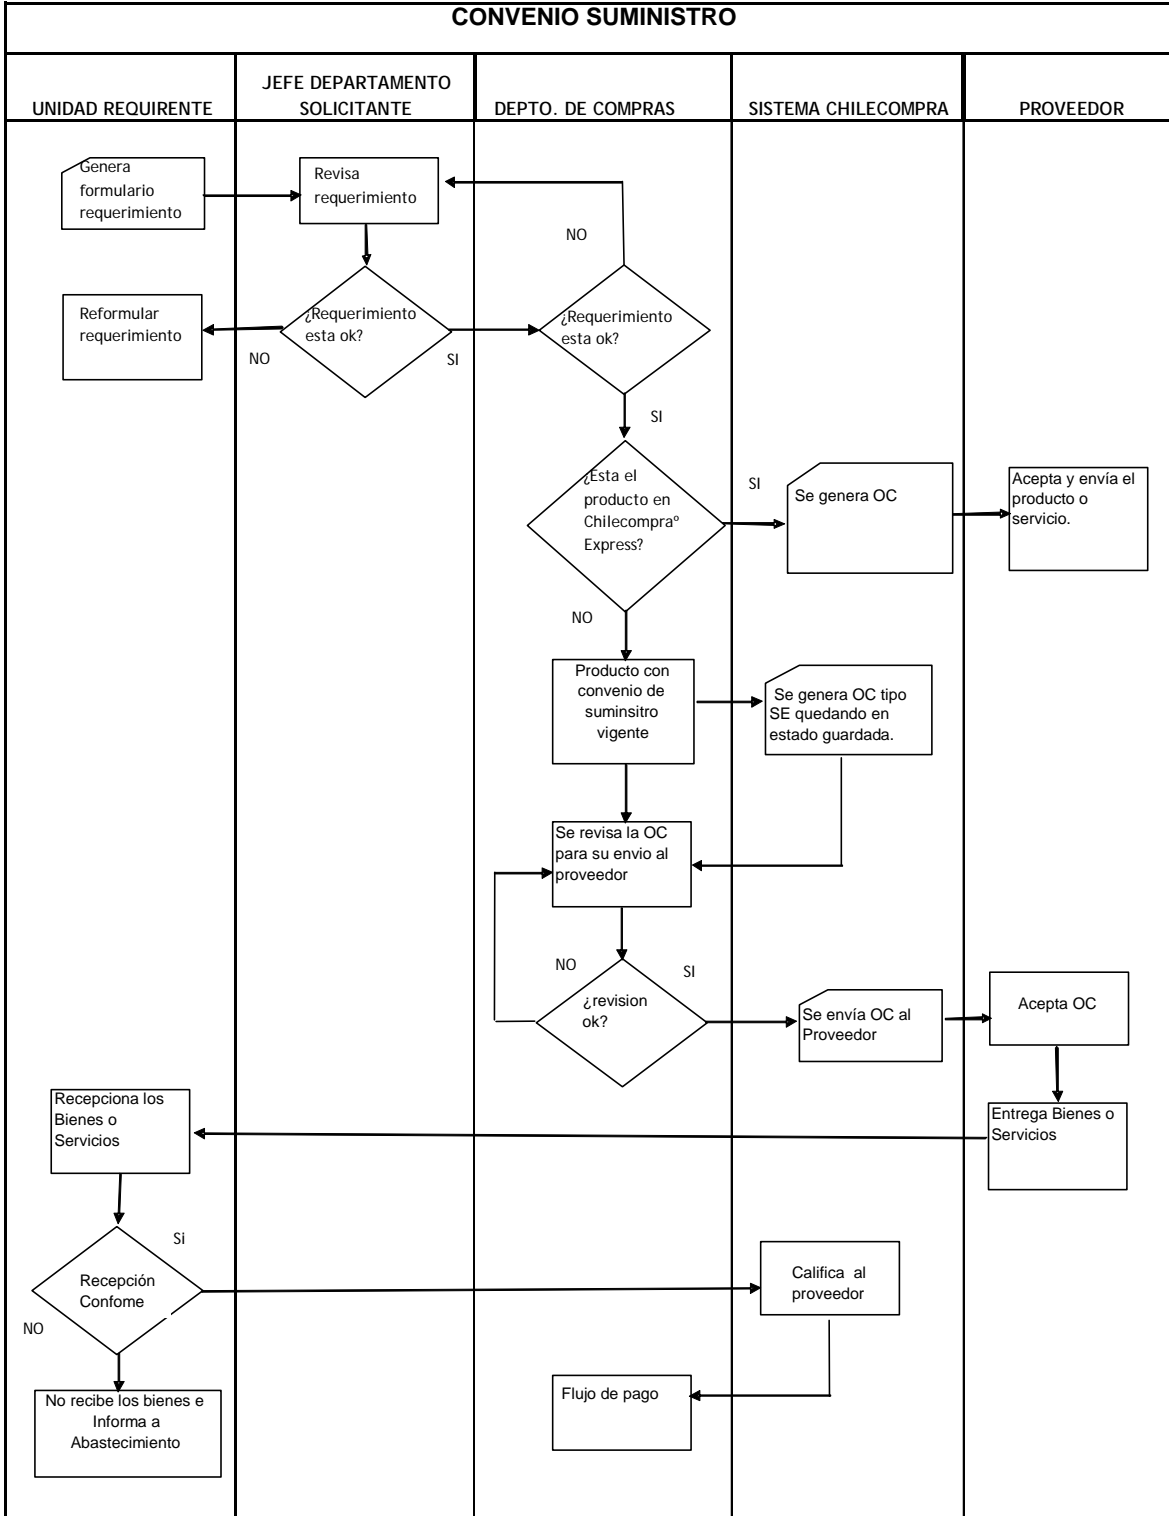 CONVENIO SUMINISTRO
UNIDAD REQUIRENTE
JEFE DEPARTAMENTO
SOLICITANTE
DEPTO. DE COMPRAS
SISTEMA CHILECOMPRA
PROVEEDOR
Genera
formulario
requerimiento
Revisa
requerimiento
NO
Reformular
requerimiento
¿Requerimiento
esta ok?
¿Requerimiento
esta ok?
NO
SI
SI
¿Esta el
producto en
Chilecompraº
Express?
SI
Se genera OC
Acepta y envía el
producto o
servicio.
NO
Producto con
convenio de
suminsitro
vigente
Se genera OC tipo
SE quedando en
estado guardada.
Se revisa la OC
para su envio al
proveedor
NO
SI
¿revision
ok?
Se envía OC al
Proveedor
Acepta OC
Recepciona los
Bienes o
Servicios
Entrega Bienes o
Servicios
Si
Recepción
Confome
NO
Califica al
proveedor
No recibe los bienes e
Informa a
Abastecimiento
Flujo de pago